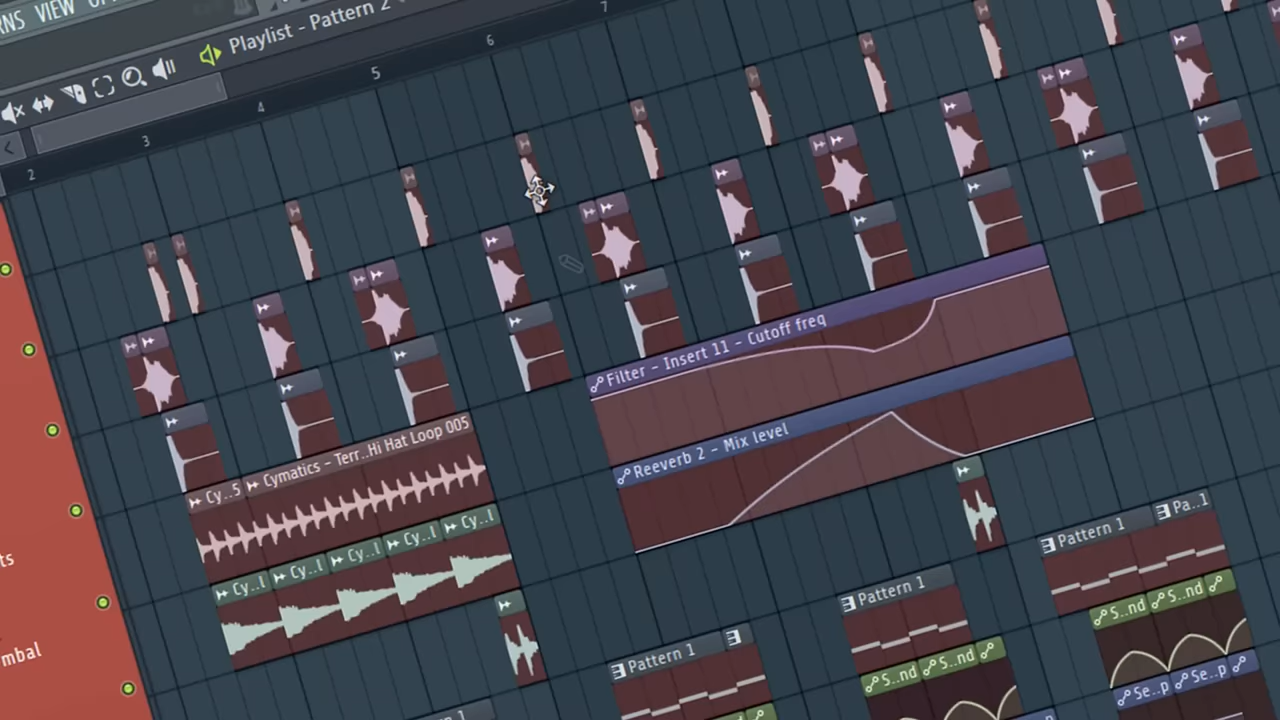 RNS VIEW
Playlist - Pattern 2
2 3 4 5 6 7
Filter - Insert 11 - Cutoff freq
Reeverb 2 - Mix level
Cy..5 Cymatics - Terr..Hi Hat Loop 005
Cy..l Cy..l Cy..l Cy..l Cy..l
Pattern 1 Pa..1
Pattern 1
S..nd S..nd
Pattern 1
S..nd S..nd
Se..p Se..p
ts
mbal